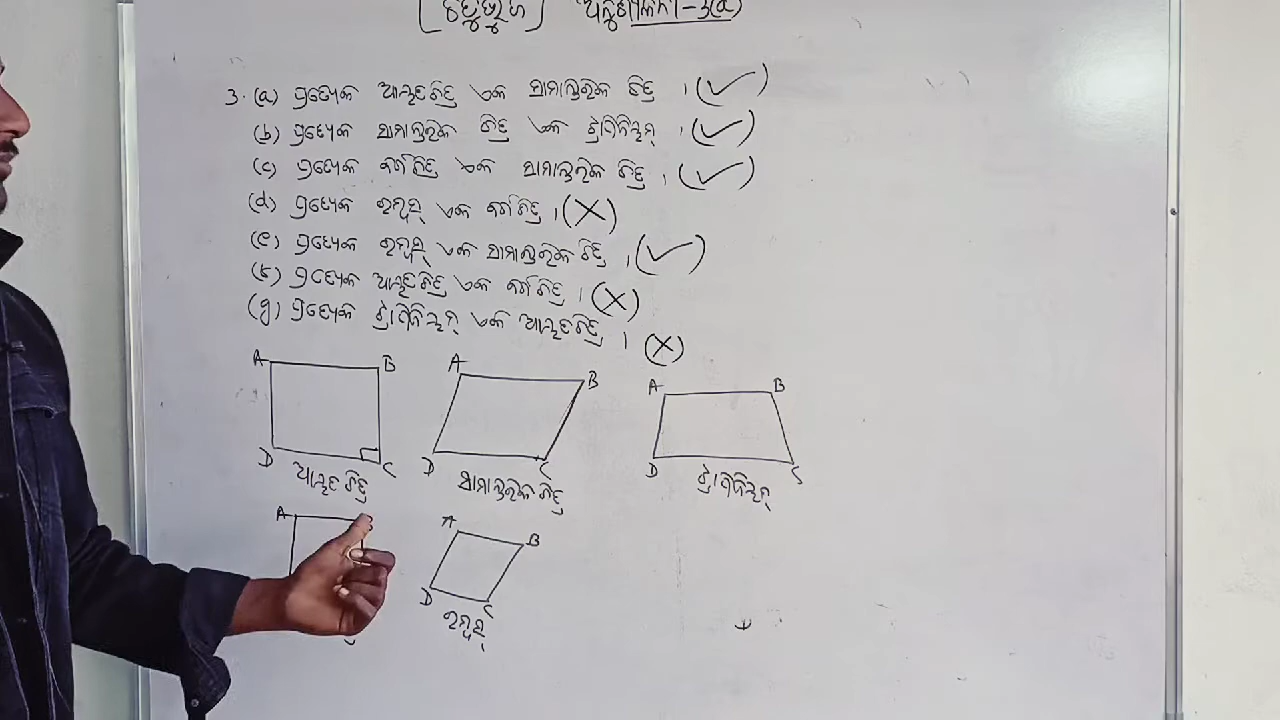 [ଚତୁର୍ଭୁଜ] ଅନୁଶୀଳନୀ - 3(a)
3. (a) ପ୍ରତ୍ୟେକ ଆୟତଚିତ୍ର ଏକ ସାମାନ୍ତରିକ ଚିତ୍ର । (✓)
(b) ପ୍ରତ୍ୟେକ ସାମାନ୍ତରିକ ଚିତ୍ର ଏକ ଟ୍ରାପିଜିୟମ୍ । (✓)
(c) ପ୍ରତ୍ୟେକ ବର୍ଗଚିତ୍ର ଏକ ସାମାନ୍ତରିକ ଚିତ୍ର । (✓)
(d) ପ୍ରତ୍ୟେକ ରମ୍ବସ୍ ଏକ ବର୍ଗଚିତ୍ର । (✗)
(e) ପ୍ରତ୍ୟେକ ରମ୍ବସ୍ ଏକ ସାମାନ୍ତରିକ ଚିତ୍ର । (✓)
(f) ପ୍ରତ୍ୟେକ ଆୟତଚିତ୍ର ଏକ ବର୍ଗଚିତ୍ର । (✗)
(g) ପ୍ରତ୍ୟେକ ଟ୍ରାପିଜିୟମ୍ ଏକ ଆୟତଚିତ୍ର । (✗)
A B A B A B
D C D C D C
ଆୟତଚିତ୍ର ସାମାନ୍ତରିକ ଚିତ୍ର ଟ୍ରାପିଜିୟମ୍
A A B
D C
ରମ୍ବସ୍